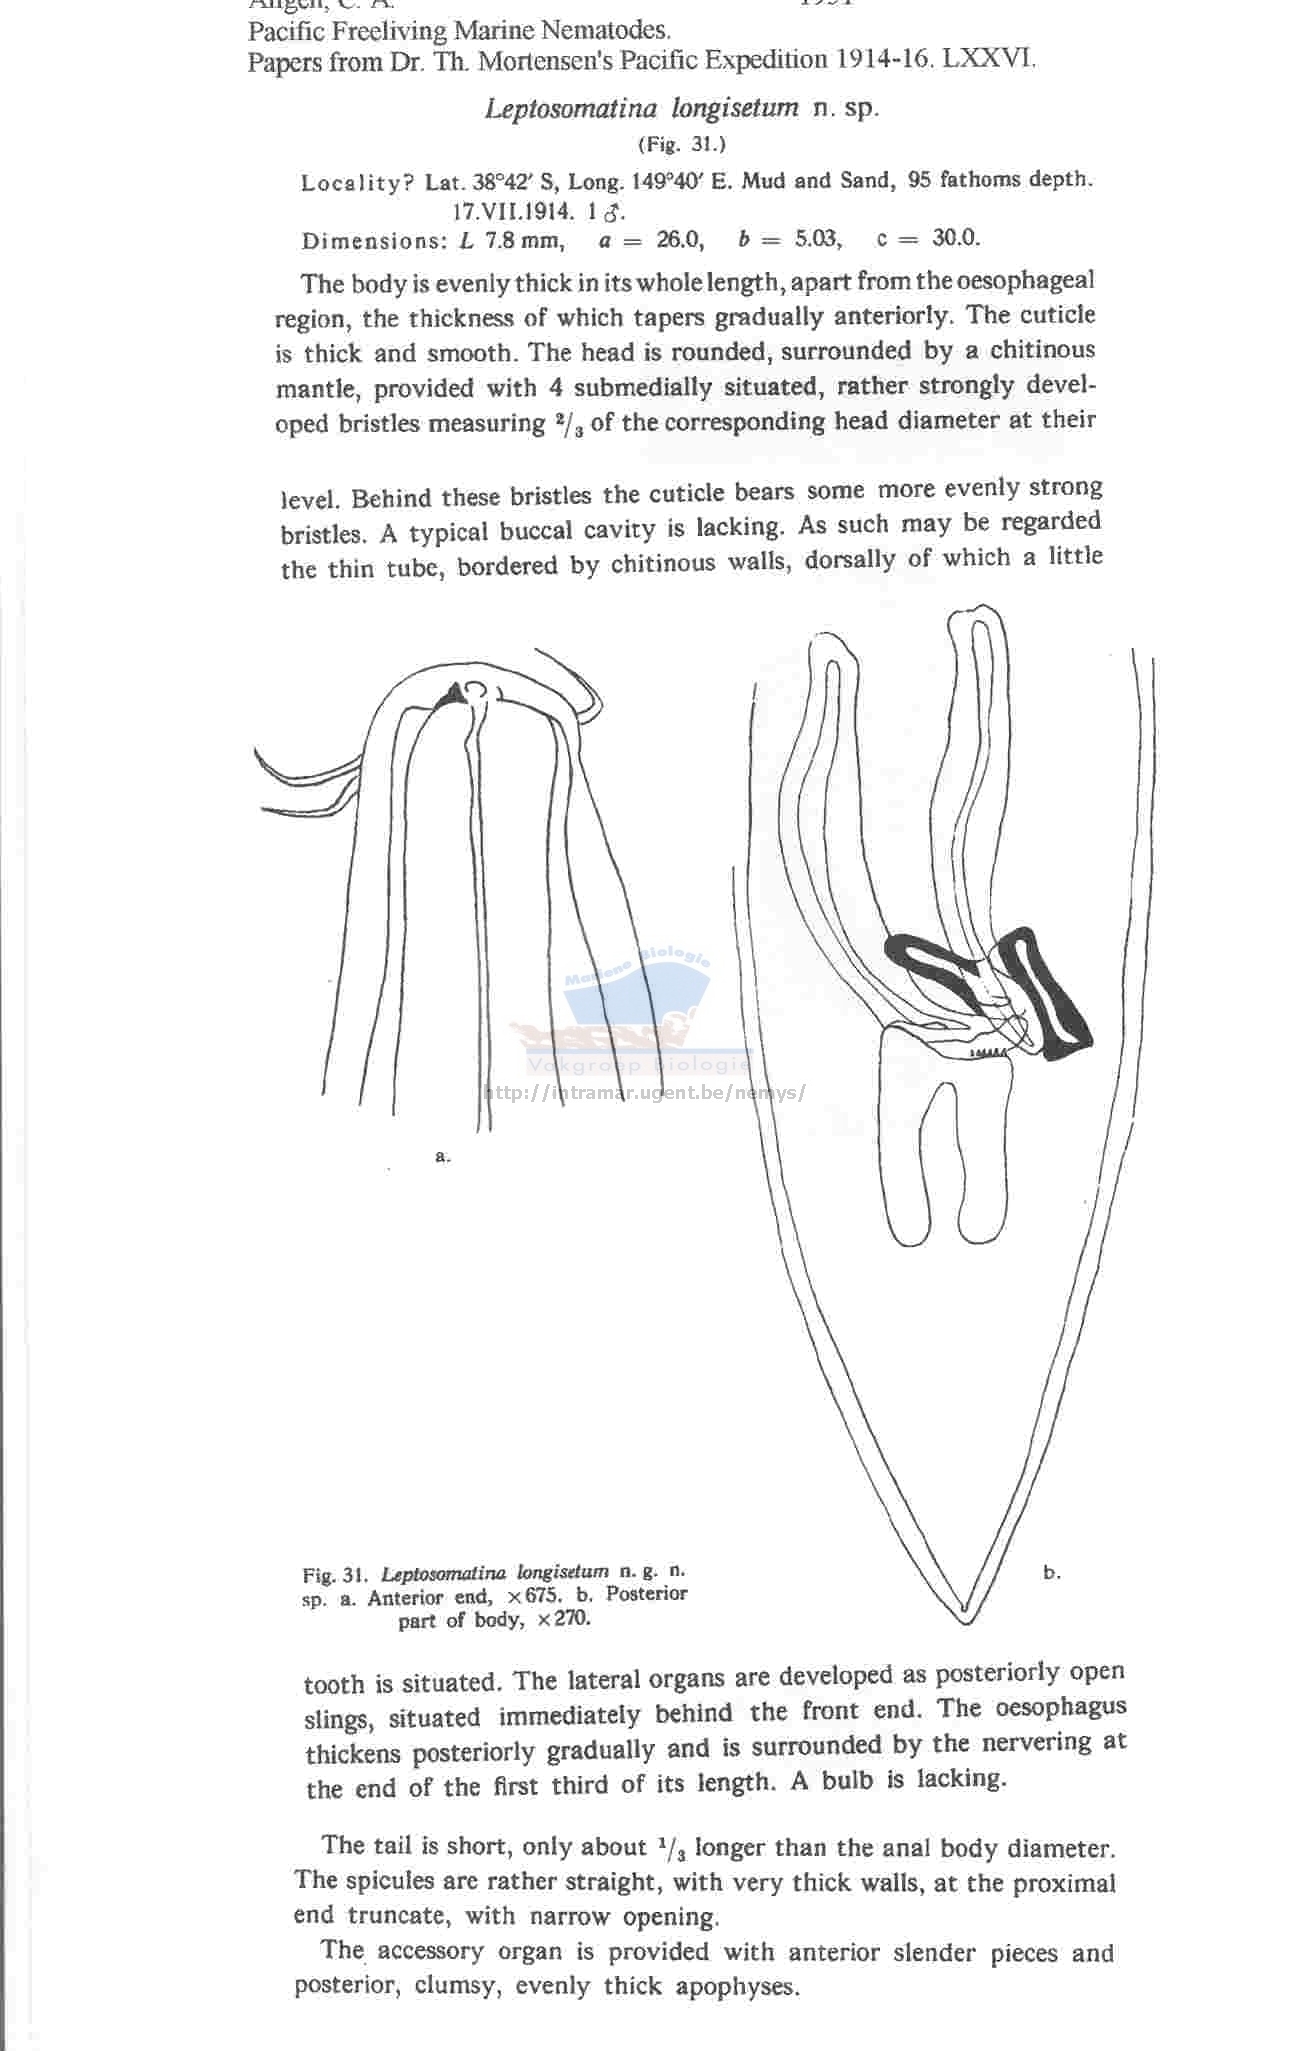 Pacific Freeliving Marine Nematodes.
Papers from Dr. Th. Mortensen's Pacific Expedition 1914-16. LXXVI.
Leptosomatina longisetum n. sp.
(Fig. 31.)
Locality? Lat. 38°42′ S, Long. 149°40′ E. Mud and Sand, 95 fathoms depth.
17.VII.1914. 1 ♂.
Dimensions: L 7.8 mm, a = 26.0, b = 5.03, c = 30.0.
The body is evenly thick in its whole length, apart from the oesophageal
region, the thickness of which tapers gradually anteriorly. The cuticle
is thick and smooth. The head is rounded, surrounded by a chitinous
mantle, provided with 4 submedially situated, rather strongly devel-
oped bristles measuring ²/₃ of the corresponding head diameter at their
level. Behind these bristles the cuticle bears some more evenly strong
bristles. A typical buccal cavity is lacking. As such may be regarded
the thin tube, bordered by chitinous walls, dorsally of which a little
Mariene Biologie
Vakgroep Biologie
http://intramar.ugent.be/nemys/
a.
b.
Fig. 31. Leptosomatina longisetum n. g. n.
sp. a. Anterior end, ×675. b. Posterior
part of body, ×270.
tooth is situated. The lateral organs are developed as posteriorly open
slings, situated immediately behind the front end. The oesophagus
thickens posteriorly gradually and is surrounded by the nervering at
the end of the first third of its length. A bulb is lacking.
The tail is short, only about ¹/₃ longer than the anal body diameter.
The spicules are rather straight, with very thick walls, at the proximal
end truncate, with narrow opening.
The accessory organ is provided with anterior slender pieces and
posterior, clumsy, evenly thick apophyses.